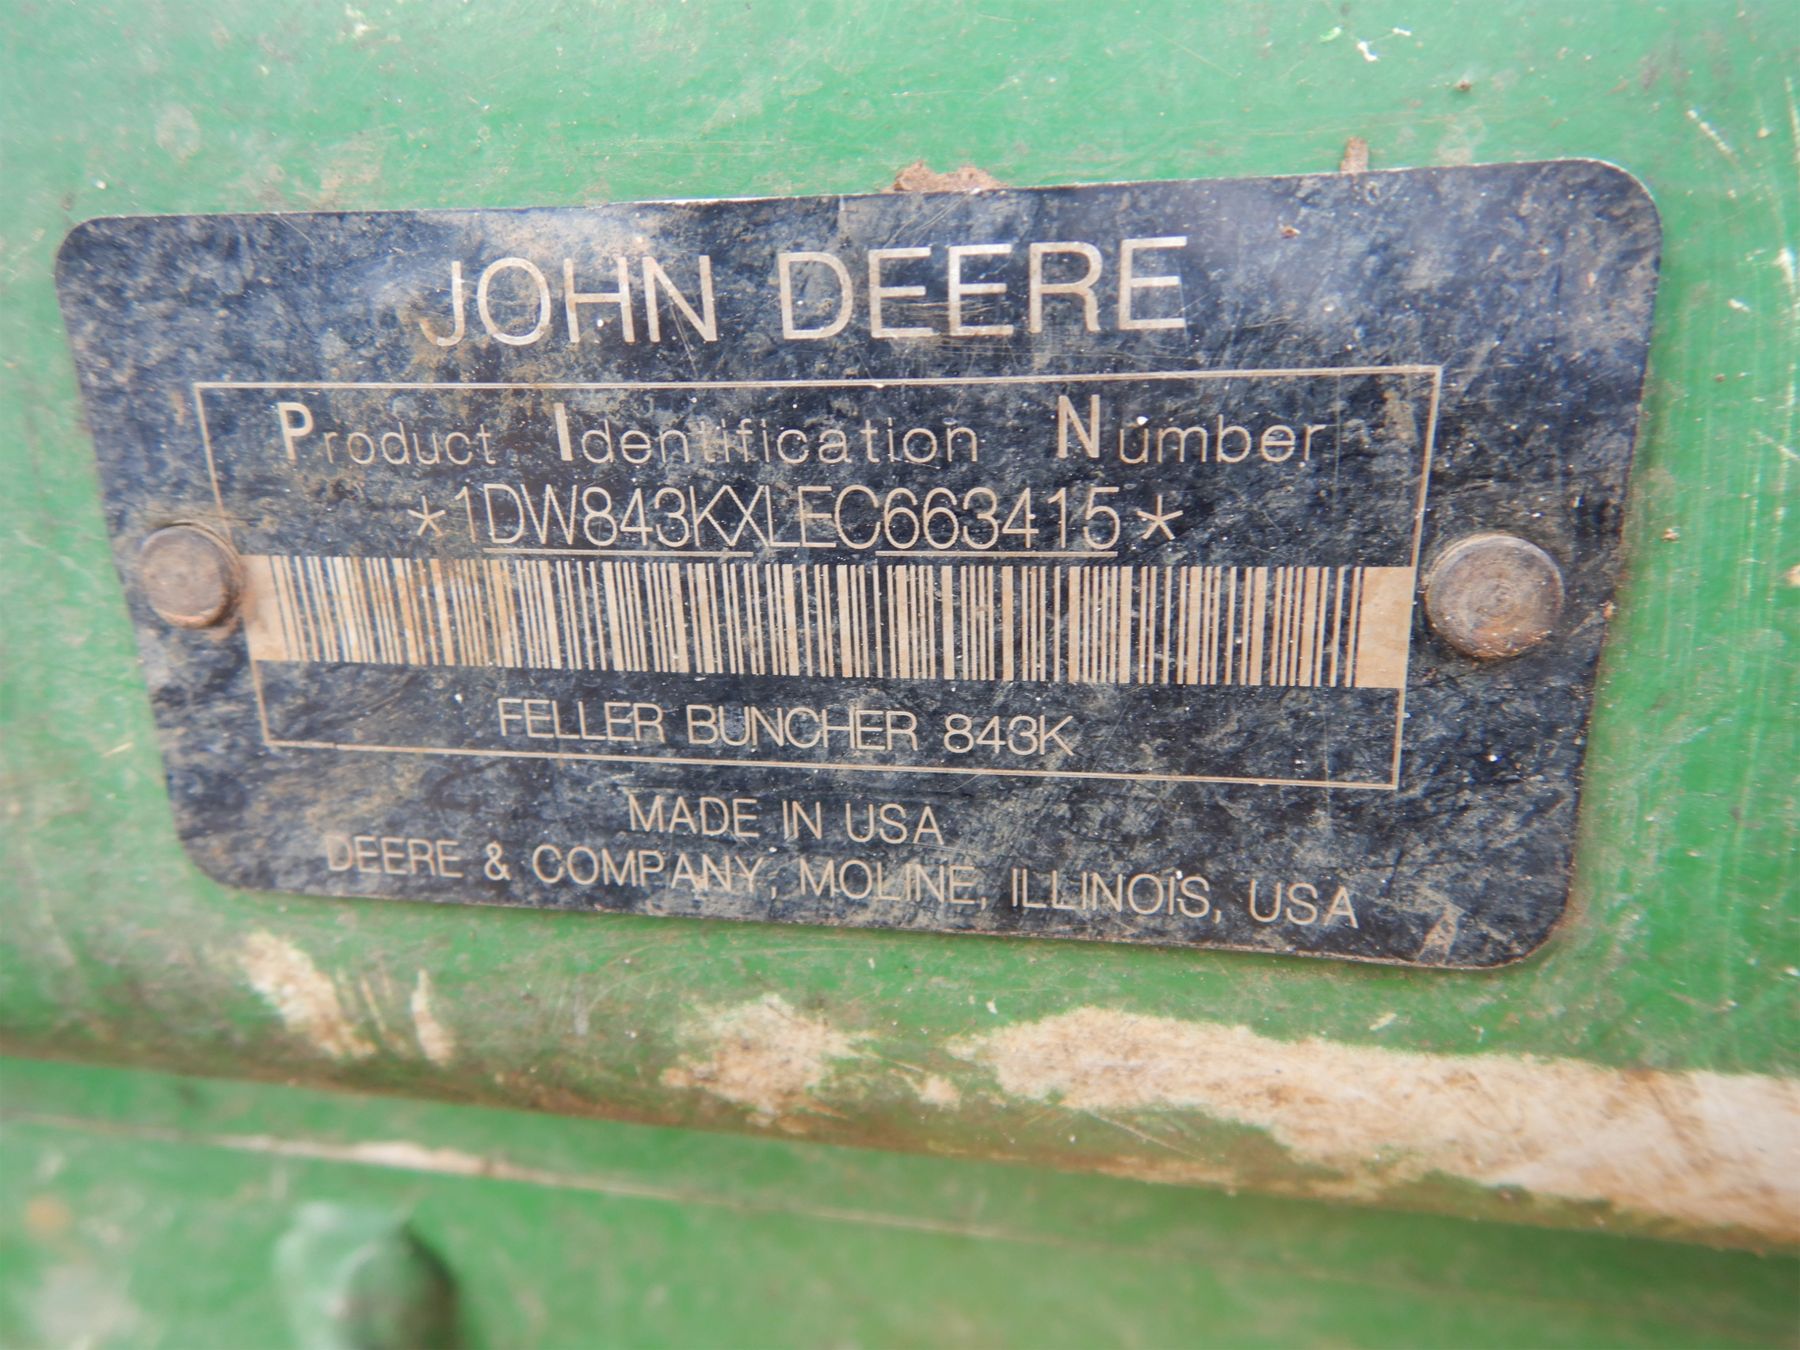 JOHN DEERE
Product Identification Number
*1DW843KXLEC663415*
FELLER BUNCHER 843K
MADE IN USA
DEERE & COMPANY, MOLINE, ILLINOIS, USA